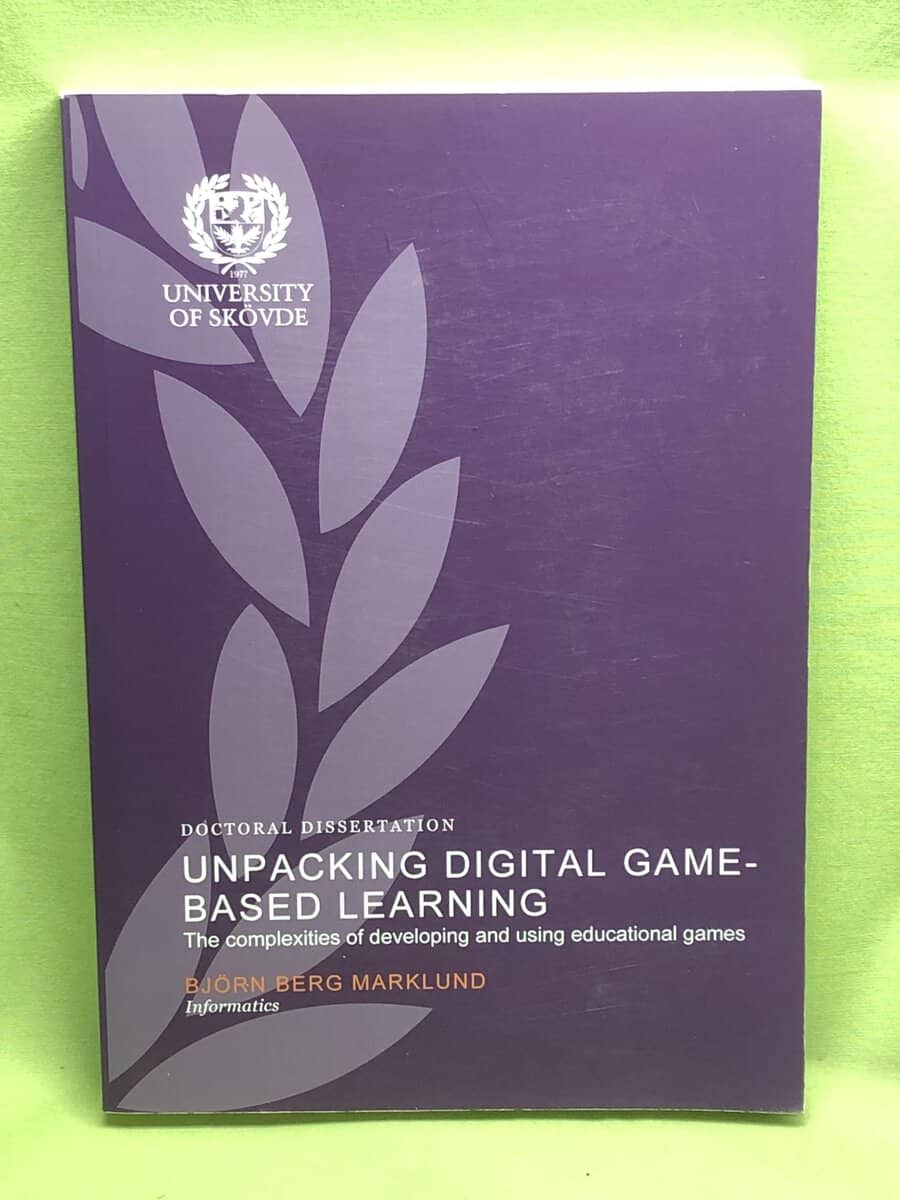 1977
UNIVERSITY
OF SKÖVDE
DOCTORAL DISSERTATION
UNPACKING DIGITAL GAME-
BASED LEARNING
The complexities of developing and using educational games
BJÖRN BERG MARKLUND
Informatics